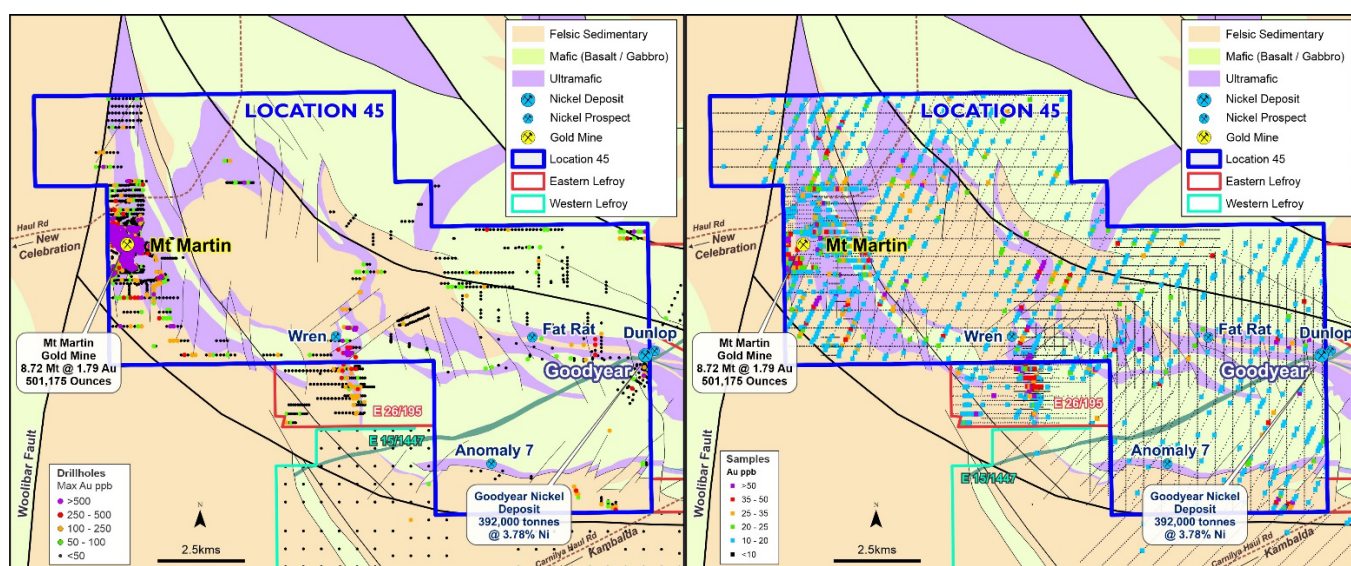 Felsic Sedimentary
Mafic (Basalt / Gabbro)
Ultramafic
Nickel Deposit
Nickel Prospect
Gold Mine
Location 45
Eastern Lefroy
Western Lefroy
LOCATION 45
Haul Rd
New
Celebration
Mt Martin
Mt Martin
Gold Mine
8.72 Mt @ 1.79 Au
501,175 Ounces
Wren
Fat Rat
Dunlop
Goodyear
E 26/195
E 15/1447
Anomaly 7
Woolibar Fault
Goodyear Nickel
Deposit
392,000 tonnes
@ 3.78% Ni
Drillholes
Max Au ppb
>500
250 - 500
100 - 250
50 - 100
<50
N
2.5kms
Carnilya Haul Rd
Kambalda
Felsic Sedimentary
Mafic (Basalt / Gabbro)
Ultramafic
Nickel Deposit
Nickel Prospect
Gold Mine
Location 45
Eastern Lefroy
Western Lefroy
LOCATION 45
Haul Rd
New
Celebration
Mt Martin
Mt Martin
Gold Mine
8.72 Mt @ 1.79 Au
501,175 Ounces
Wren
Fat Rat
Dunlop
Goodyear
E 26/195
E 15/1447
Anomaly 7
Woolibar Fault
Goodyear Nickel
Deposit
392,000 tonnes
@ 3.78% Ni
Samples
Au ppb
>50
35 - 50
25 - 35
20 - 25
10 - 20
<10
N
2.5kms
Carnilya Haul Rd
Kambalda